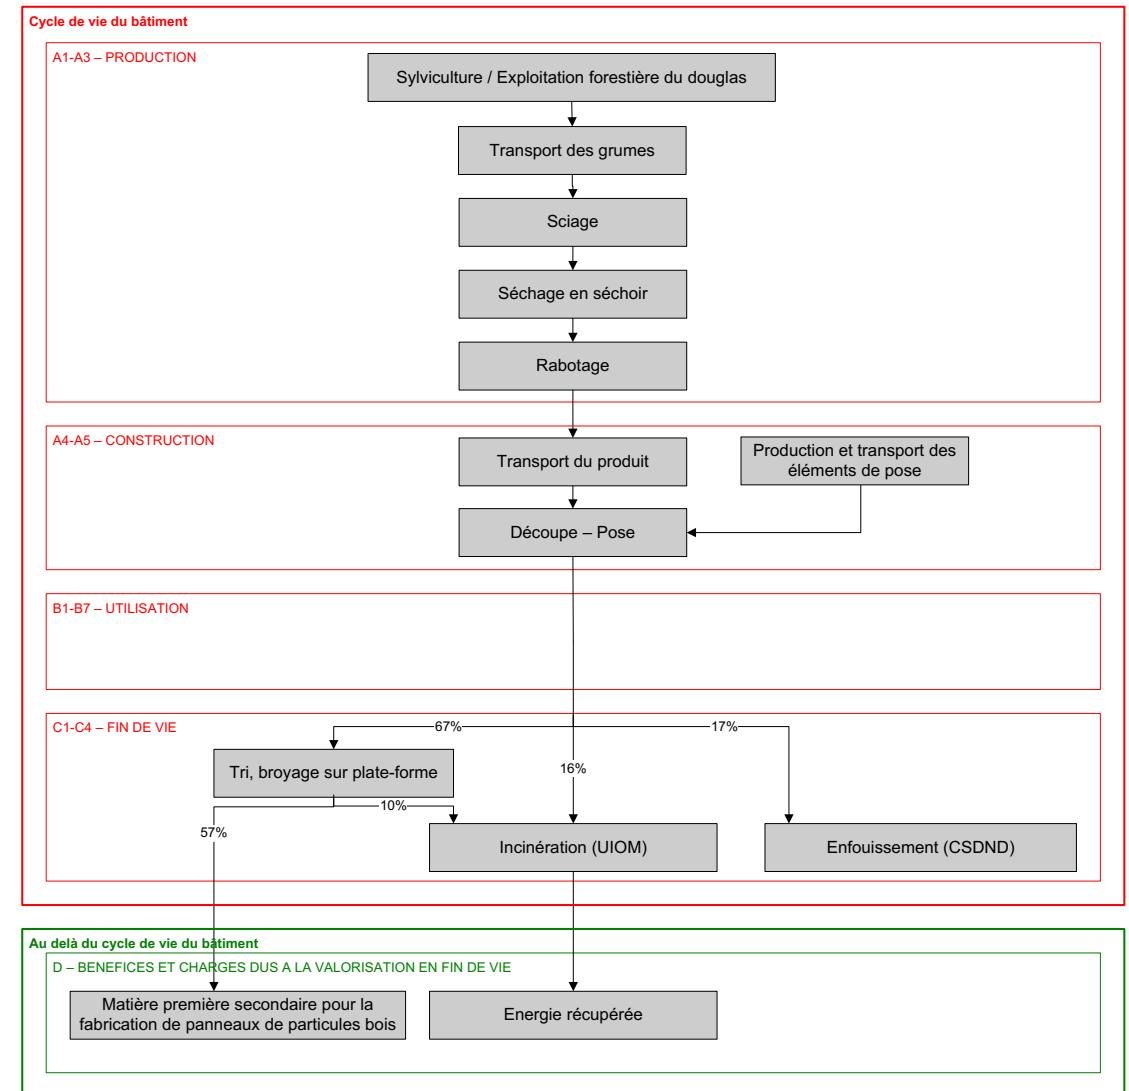 Cycle de vie du bâtiment
A1-A3 – PRODUCTION
Sylviculture / Exploitation forestière du douglas
Transport des grumes
Sciage
Séchage en séchoir
Rabotage
A4-A5 – CONSTRUCTION
Transport du produit
Production et transport des
éléments de pose
Découpe – Pose
B1-B7 – UTILISATION
C1-C4 – FIN DE VIE
67%
17%
Tri, broyage sur plate-forme
16%
10%
57%
Incinération (UIOM)
Enfouissement (CSDND)
Au delà du cycle de vie du bâtiment
D – BENEFICES ET CHARGES DUS A LA VALORISATION EN FIN DE VIE
Matière première secondaire pour la
fabrication de panneaux de particules bois
Energie récupérée